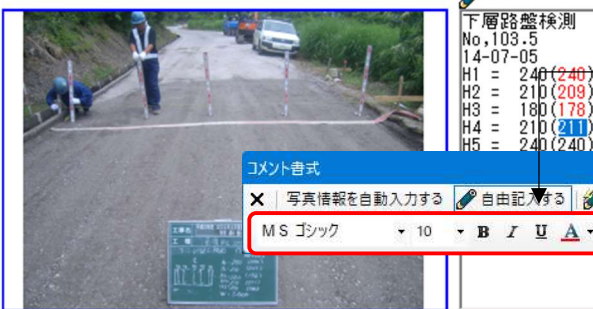 下層路盤検測
No,103.5
14-07-05
H1 = 240(240)
H2 = 210(209)
H3 = 180(178)
H4 = 210(211)
H5 = 240(240)
コメント書式
× 写真情報を自動入力する 自由記入する
MS ゴシック 10 B I U A